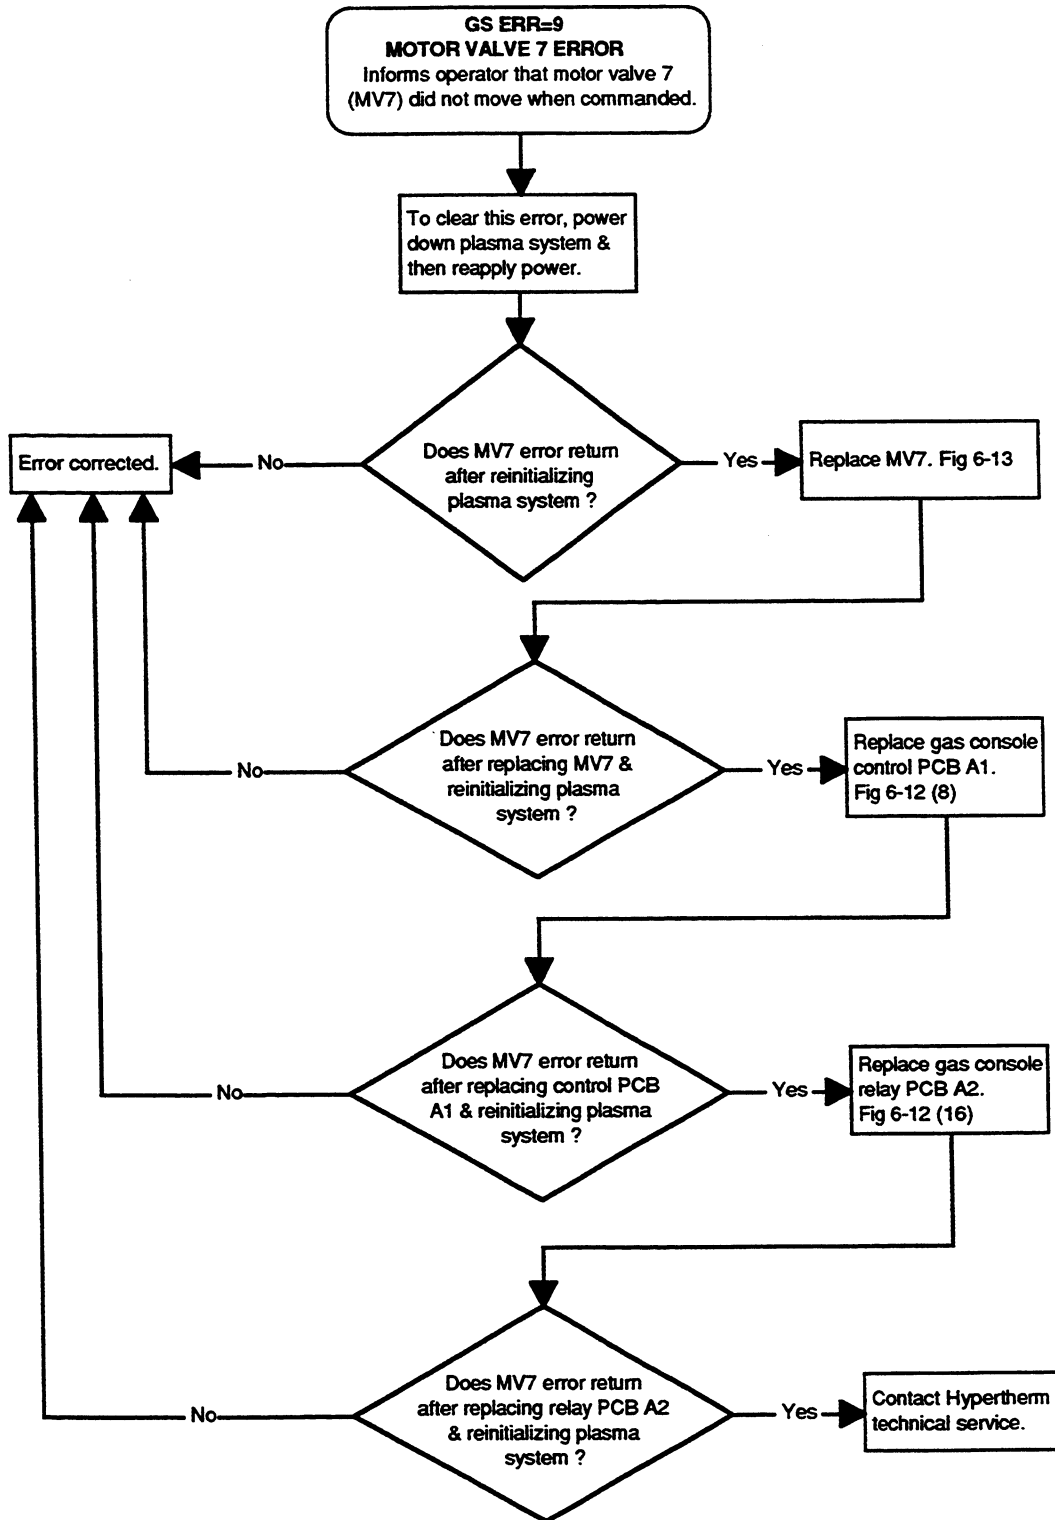 GS ERR=9
MOTOR VALVE 7 ERROR
Informs operator that motor valve 7
(MV7) did not move when commanded.
To clear this error, power
down plasma system &
then reapply power.
Does MV7 error return
after reinitializing
plasma system ?
No
Error corrected.
Yes
Replace MV7. Fig 6-13
Does MV7 error return
after replacing MV7 &
reinitializing plasma
system ?
No
Yes
Replace gas console
control PCB A1.
Fig 6-12 (8)
Does MV7 error return
after replacing control PCB
A1 & reinitializing plasma
system ?
No
Yes
Replace gas console
relay PCB A2.
Fig 6-12 (16)
Does MV7 error return
after replacing relay PCB A2
& reinitializing plasma
system ?
No
Yes
Contact Hypertherm
technical service.